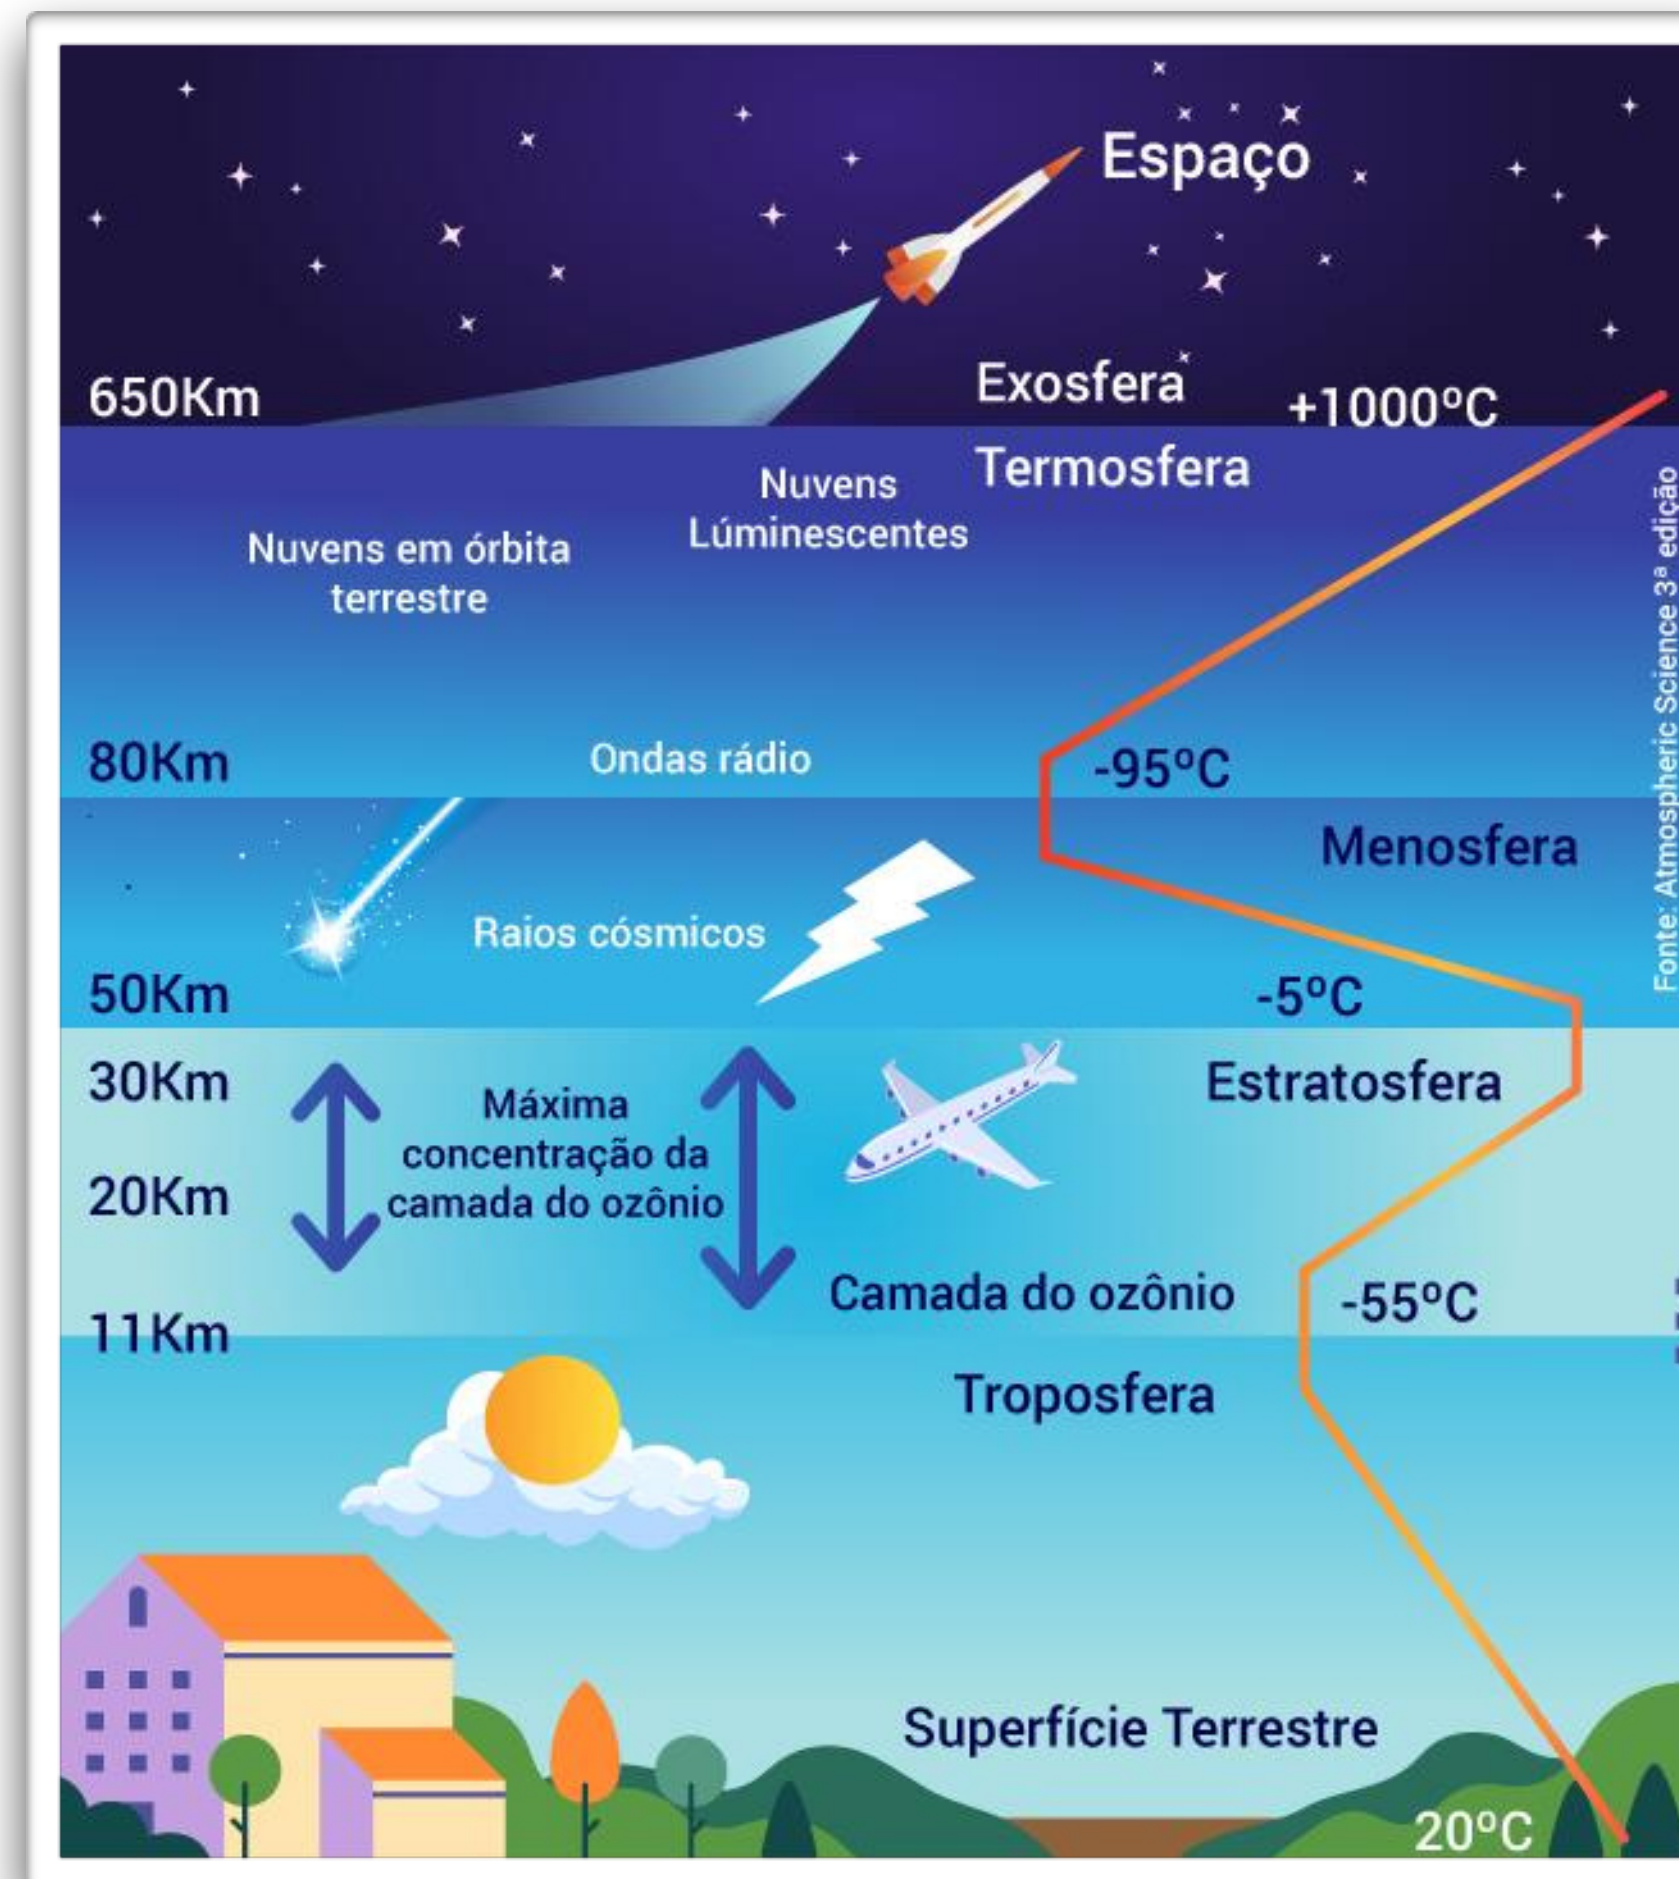 Espaço
650Km
Exosfera
+1000ºC
Termosfera
Nuvens
Lúminescentes
Nuvens em órbita
terrestre
80Km
Ondas rádio
-95ºC
Menosfera
Raios cósmicos
50Km
-5ºC
30Km
Estratosfera
Máxima
concentração da
camada do ozônio
20Km
Camada do ozônio
-55ºC
11Km
Troposfera
Superfície Terrestre
20ºC
Fonte: Atmospheric Science 3ª edição